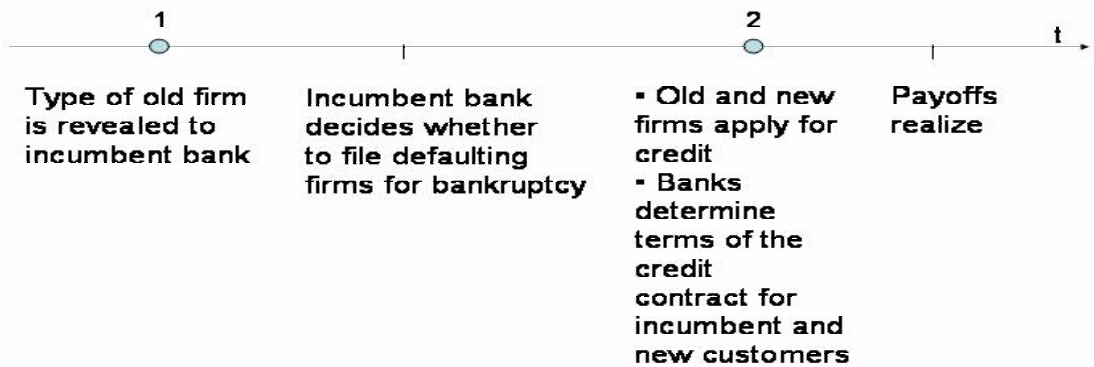 1
2
t
Type of old firm
is revealed to
incumbent bank
Incumbent bank
decides whether
to file defaulting
firms for bankruptcy
▪ Old and new
firms apply for
credit
▪ Banks
determine
terms of the
credit
contract for
incumbent and
new customers
Payoffs
realize